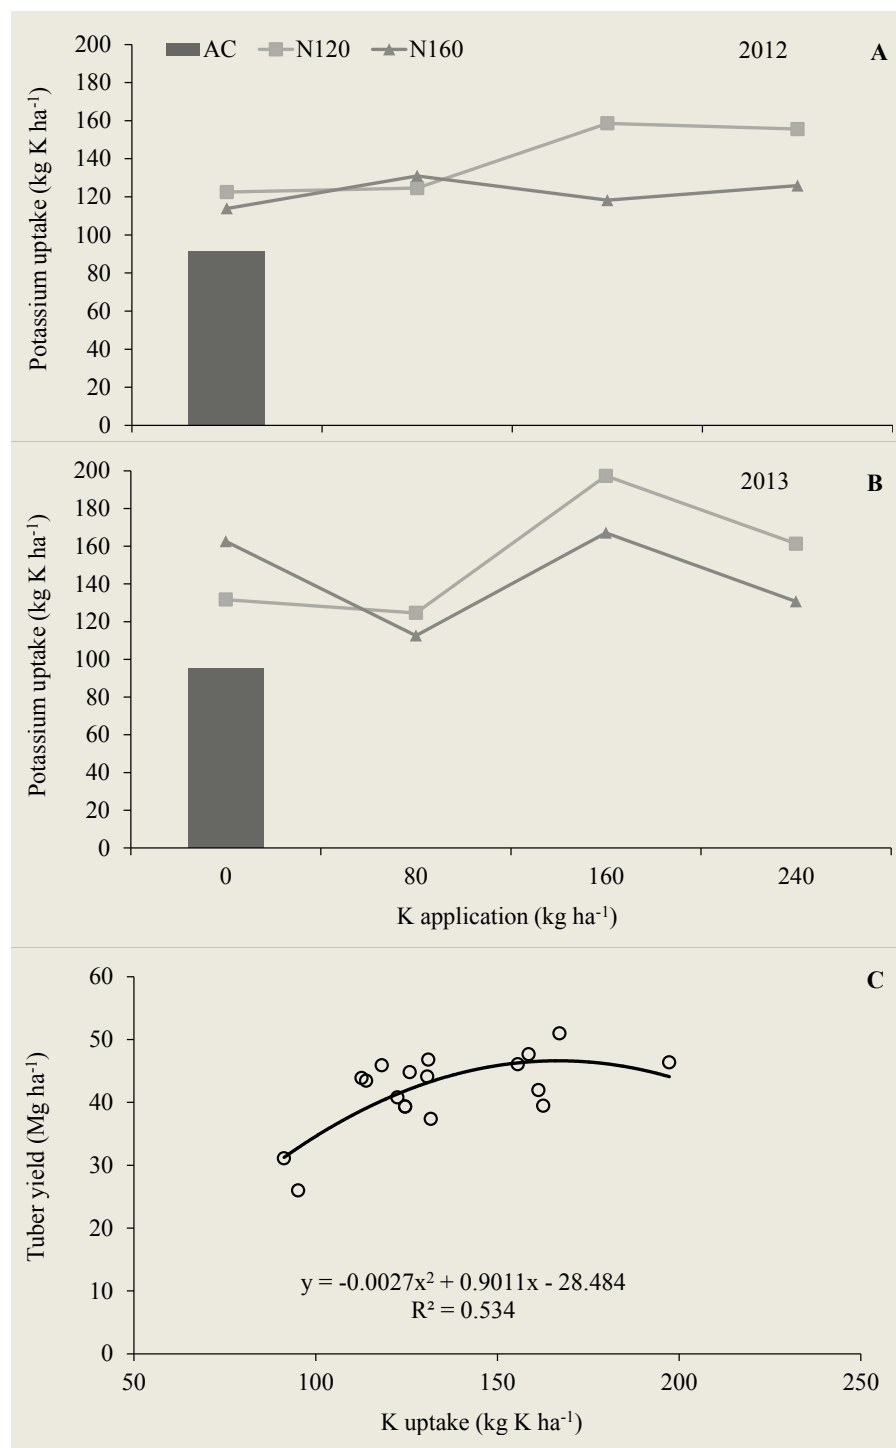 AC N120 N160 2012 A
Potassium uptake (kg K ha⁻¹)
200
180
160
140
120
100
80
60
40
20
0
2013 B
Potassium uptake (kg K ha⁻¹)
200
180
160
140
120
100
80
60
40
20
0
0 80 160 240
K application (kg ha⁻¹)
C
Tuber yield (Mg ha⁻¹)
60
50
40
30
20
10
0
y = -0.0027x² + 0.9011x - 28.484
R² = 0.534
50 100 150 200 250
K uptake (kg K ha⁻¹)